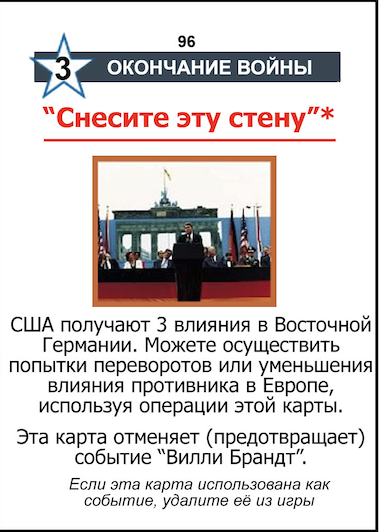 96
3 ОКОНЧАНИЕ ВОЙНЫ
“Снесите эту стену”*
США получают 3 влияния в Восточной
Германии. Можете осуществить
попытки переворотов или уменьшения
влияния противника в Европе,
используя операции этой карты.
Эта карта отменяет (предотвращает)
событие “Вилли Брандт”.
Если эта карта использована как
событие, удалите её из игры